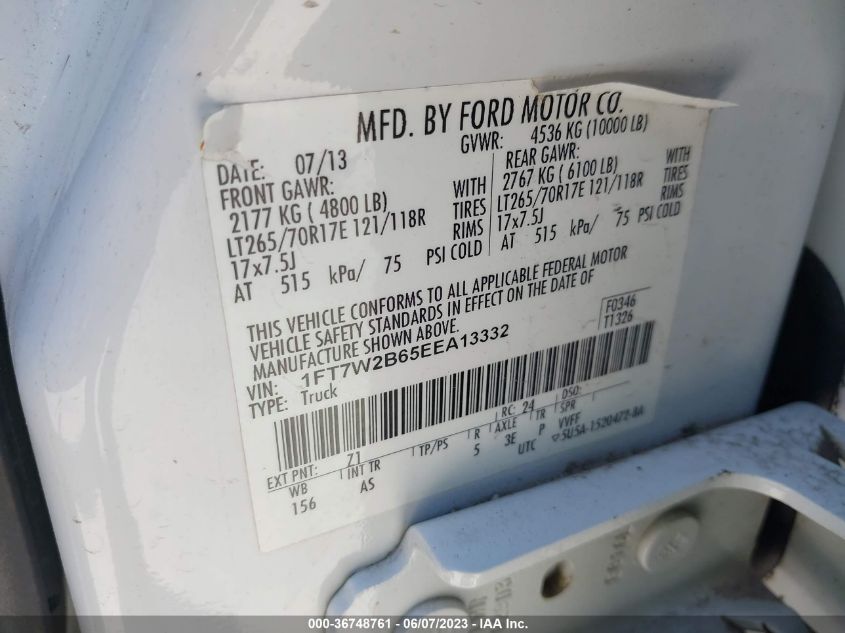 MFD. BY FORD MOTOR CO.
DATE: 07/13 GVWR: 4536 KG (10000 LB)
FRONT GAWR: REAR GAWR:
2177 KG ( 4800 LB) WITH 2767 KG ( 6100 LB) WITH
LT265/70R17E 121/118R TIRES LT265/70R17E 121/118R TIRES
17x7.5J RIMS 17x7.5J RIMS
AT 515 kPa/ 75 PSI COLD AT 515 kPa/ 75 PSI COLD
THIS VEHICLE CONFORMS TO ALL APPLICABLE FEDERAL MOTOR
VEHICLE SAFETY STANDARDS IN EFFECT ON THE DATE OF
MANUFACTURE SHOWN ABOVE.
F0346
T1326
VIN: 1FT7W2B65EEA13332
TYPE: Truck
RC: 24 DSO:
EXT PNT: 71
WB INT TR TP/PS R AXLE TR SPR
156 AS 5 3E P VVFF
UTC 5U5A-1520472-BA
000-36748761 - 06/07/2023 - IAA Inc.